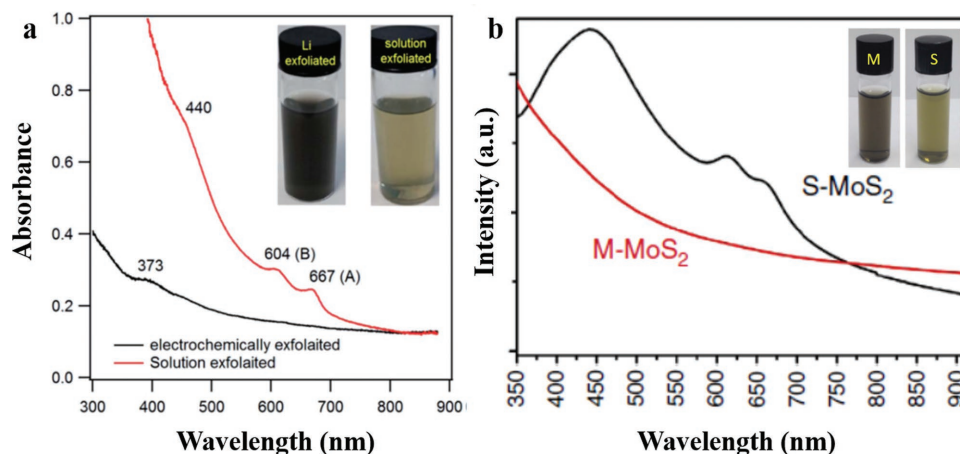 a
Absorbance
1.0
0.8
0.6
0.4
0.2
0.0
440
373
604 (B)
667 (A)
Li
exfoliated
solution
exfoliated
electrochemically exfolaited
Solution exfolaited
300
400
500
600
700
800
900
Wavelength (nm)
b
Intensity (a.u.)
M
S
S-MoS₂
M-MoS₂
350
400
450
500
550
600
650
700
750
800
850
900
Wavelength (nm)